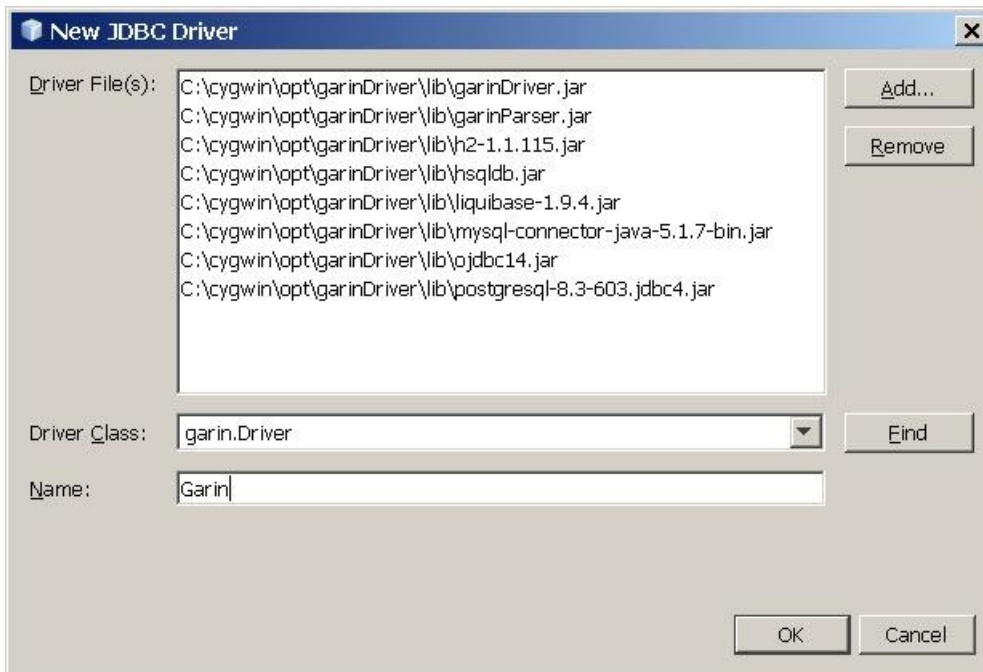 New JDBC Driver
Driver File(s):
C:\cygwin\opt\garinDriver\lib\garinDriver.jar
C:\cygwin\opt\garinDriver\lib\garinParser.jar
C:\cygwin\opt\garinDriver\lib\h2-1.1.115.jar
C:\cygwin\opt\garinDriver\lib\hsqldb.jar
C:\cygwin\opt\garinDriver\lib\liquibase-1.9.4.jar
C:\cygwin\opt\garinDriver\lib\mysql-connector-java-5.1.7-bin.jar
C:\cygwin\opt\garinDriver\lib\ojdbc14.jar
C:\cygwin\opt\garinDriver\lib\postgresql-8.3-603.jdbc4.jar
Add...
Remove
Driver Class:
garin.Driver
Find
Name:
Garin
OK
Cancel